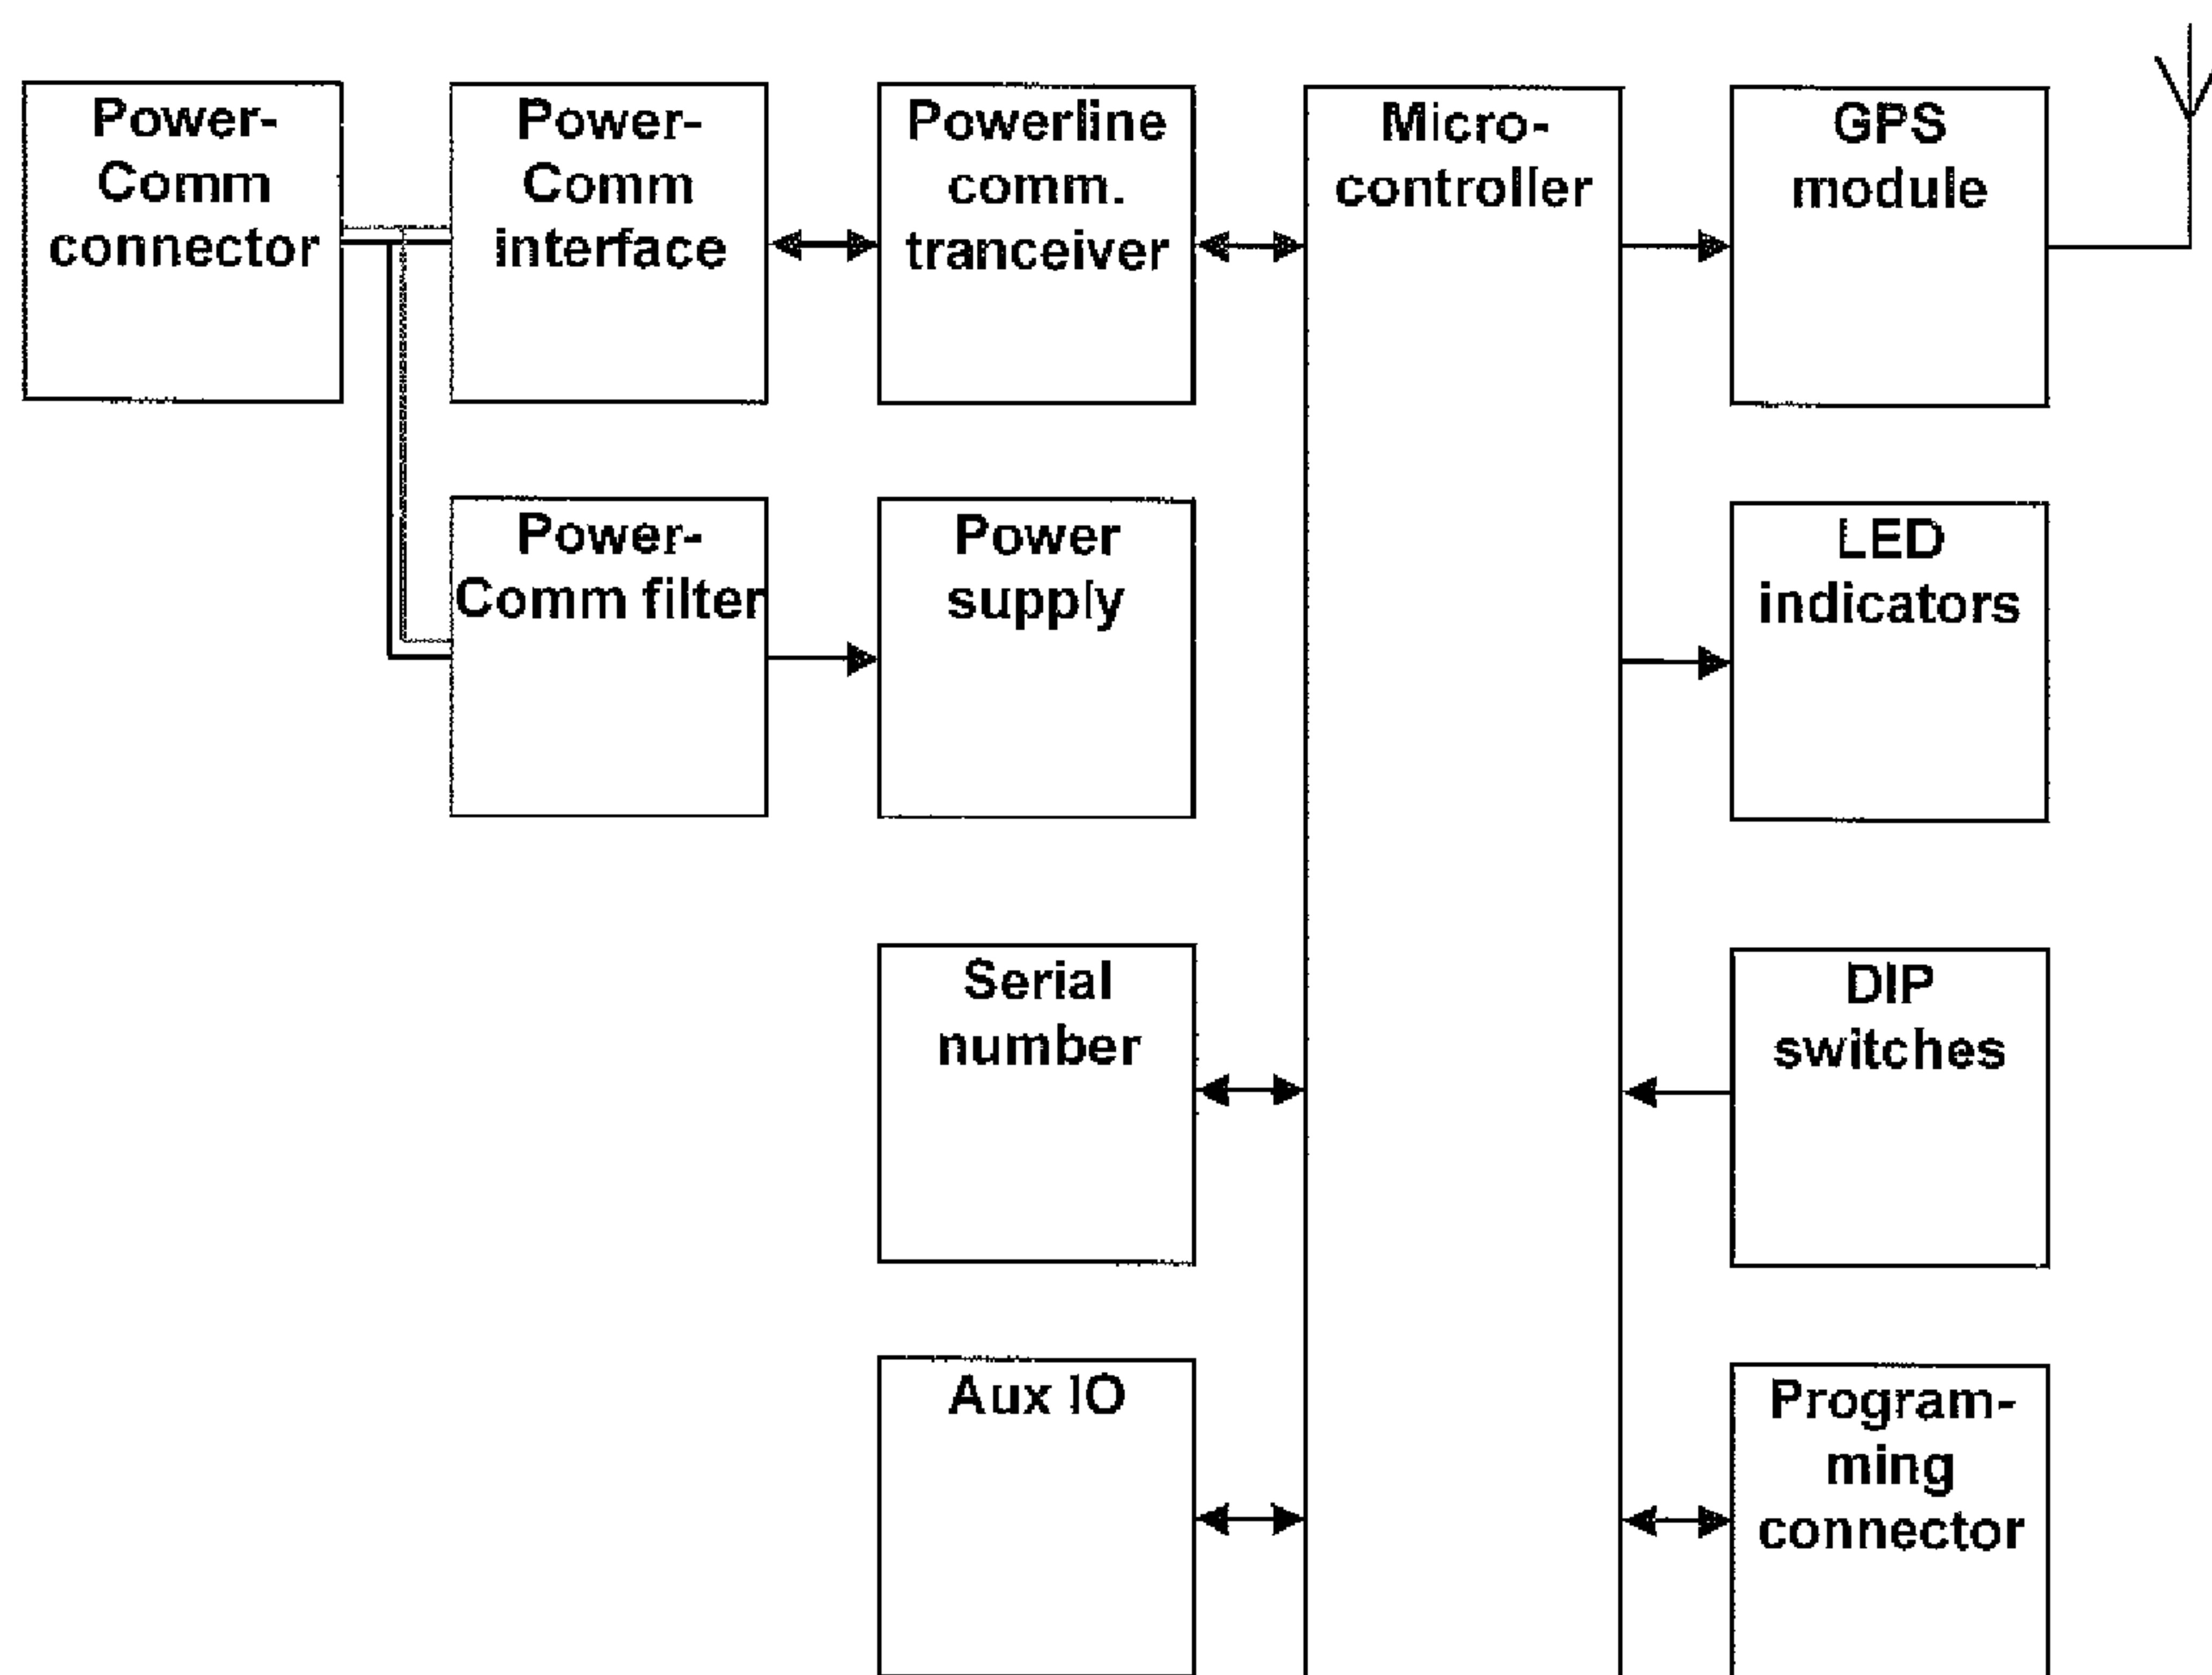 Power-
Comm
connector
Power-
Comm
interface
Powerline
comm.
tranceiver
Micro-
controller
GPS
module
Power-
Comm filter
Power
supply
LED
indicators
Serial
number
DIP
switches
Aux IO
Program-
ming
connector